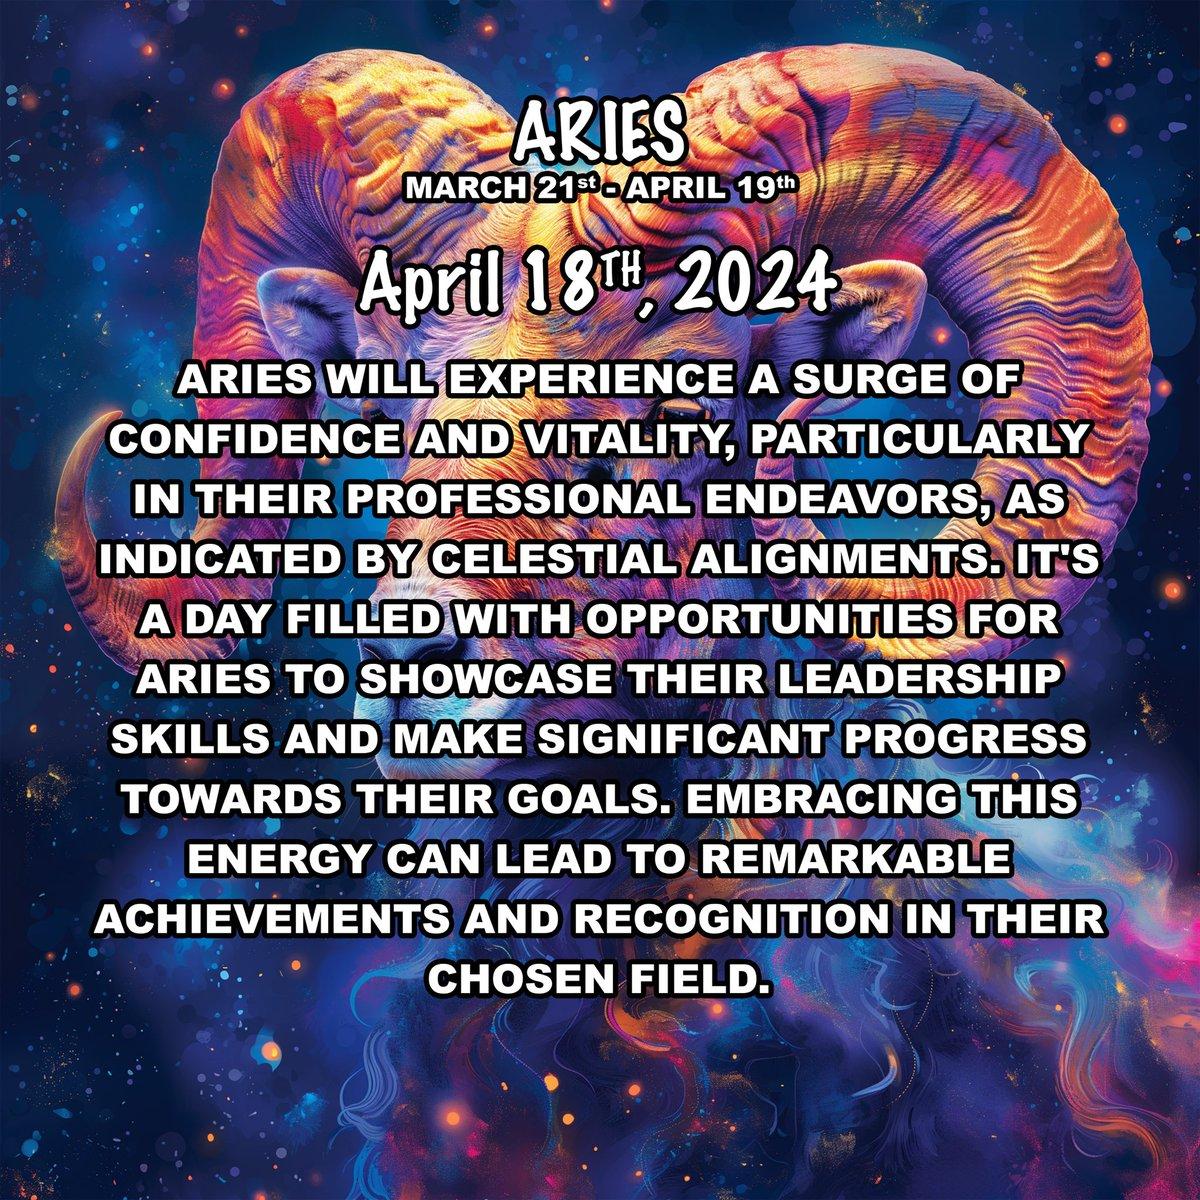 ARIES
MARCH 21st - APRIL 19th
April 18TH, 2024
ARIES WILL EXPERIENCE A SURGE OF
CONFIDENCE AND VITALITY, PARTICULARLY
IN THEIR PROFESSIONAL ENDEAVORS, AS
INDICATED BY CELESTIAL ALIGNMENTS. IT'S
A DAY FILLED WITH OPPORTUNITIES FOR
ARIES TO SHOWCASE THEIR LEADERSHIP
SKILLS AND MAKE SIGNIFICANT PROGRESS
TOWARDS THEIR GOALS. EMBRACING THIS
ENERGY CAN LEAD TO REMARKABLE
ACHIEVEMENTS AND RECOGNITION IN THEIR
CHOSEN FIELD.